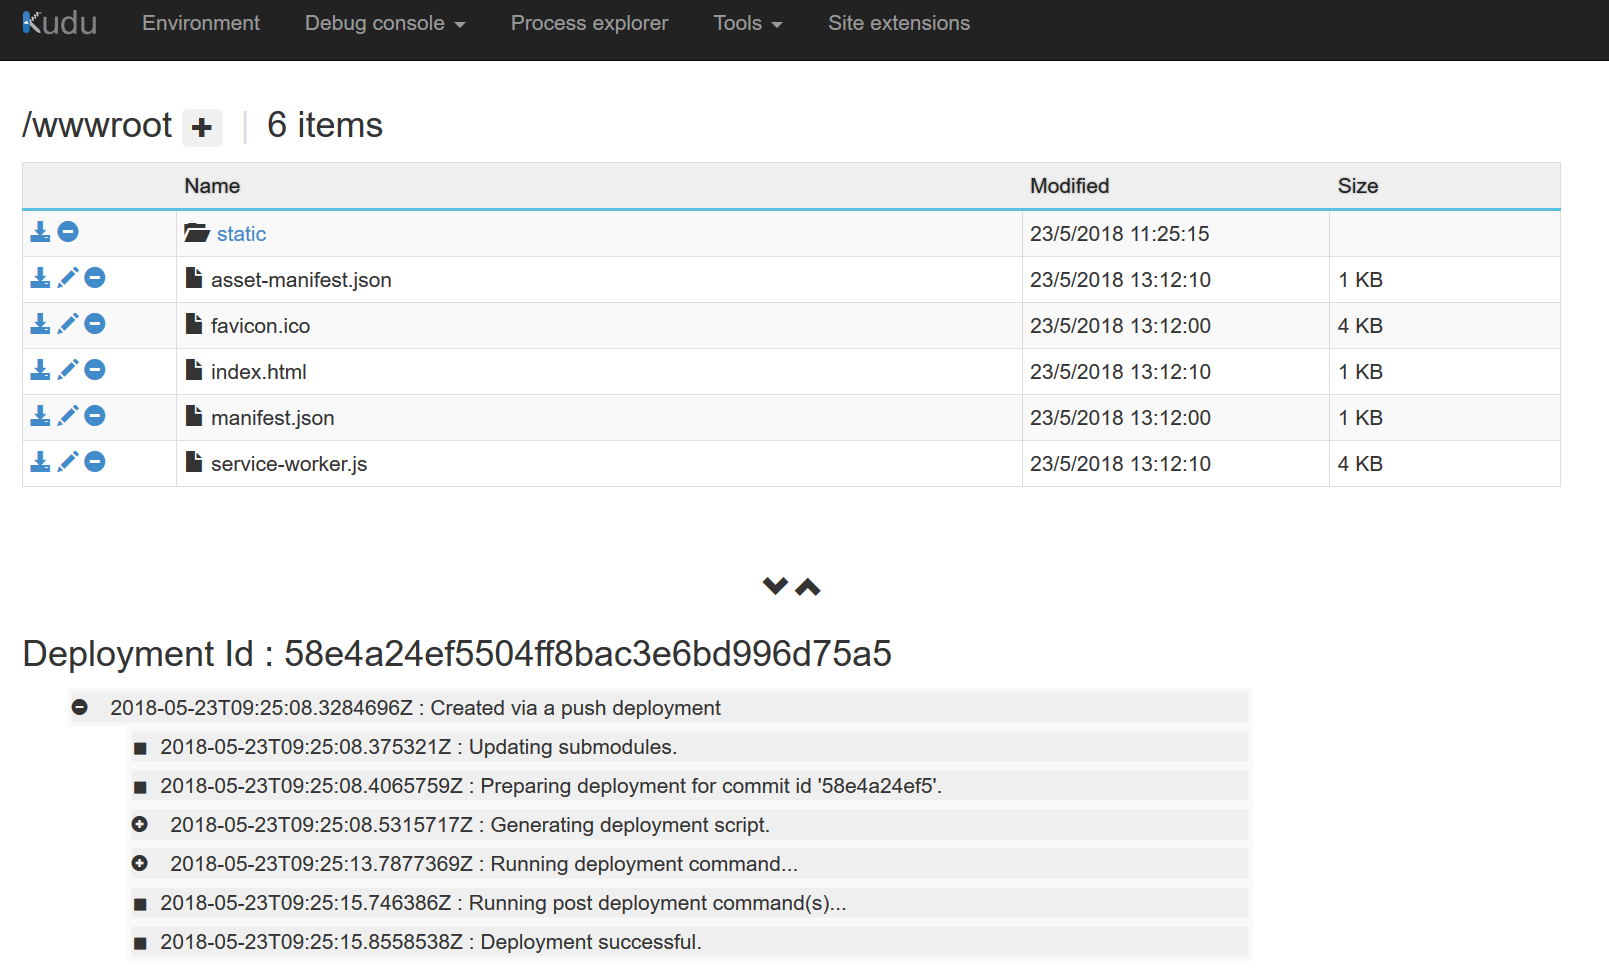 Kudu Environment Debug console Process explorer Tools Site extensions
/wwwroot 6 items
Name Modified Size
static 23/5/2018 11:25:15
asset-manifest.json 23/5/2018 13:12:10 1 KB
favicon.ico 23/5/2018 13:12:00 4 KB
index.html 23/5/2018 13:12:10 1 KB
manifest.json 23/5/2018 13:12:00 1 KB
service-worker.js 23/5/2018 13:12:10 4 KB
Deployment Id : 58e4a24ef5504ff8bac3e6bd996d75a5
2018-05-23T09:25:08.3284696Z : Created via a push deployment
2018-05-23T09:25:08.375321Z : Updating submodules.
2018-05-23T09:25:08.4065759Z : Preparing deployment for commit id '58e4a24ef5'.
2018-05-23T09:25:08.5315717Z : Generating deployment script.
2018-05-23T09:25:13.7877369Z : Running deployment command...
2018-05-23T09:25:15.746386Z : Running post deployment command(s)...
2018-05-23T09:25:15.8558538Z : Deployment successful.